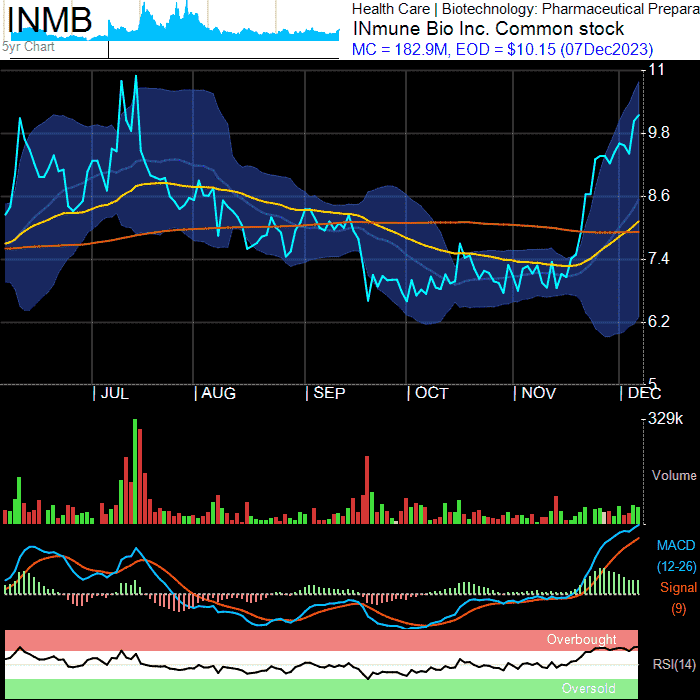 INMB
5yr Chart
Health Care | Biotechnology: Pharmaceutical Prepara
INmune Bio Inc. Common stock
MC = 182.9M, EOD = $10.15 (07Dec2023)
11
9.8
8.6
7.4
6.2
5
JUL AUG SEP OCT NOV DEC
329k
Volume
MACD
(12-26)
Signal
(9)
Overbought
RSI(14)
Oversold